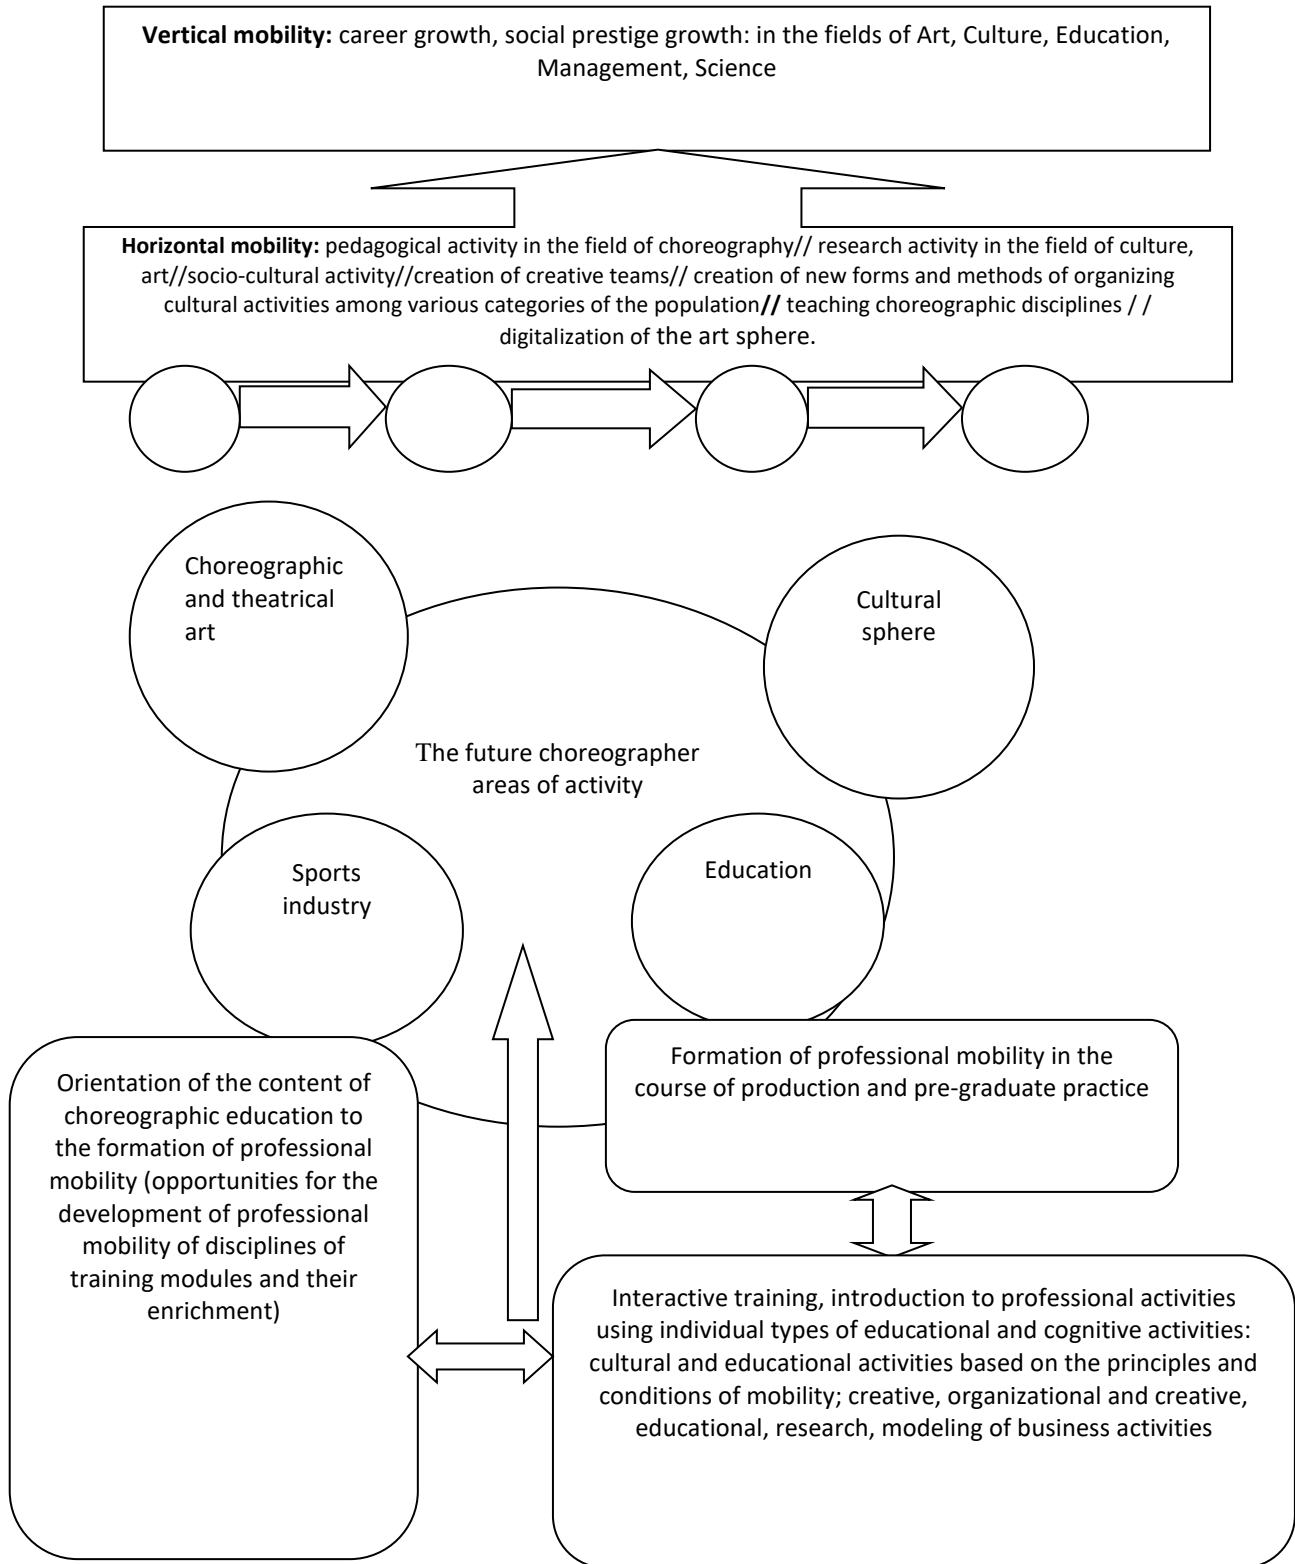 Vertical mobility: career growth, social prestige growth: in the fields of Art, Culture, Education,
Management, Science
Horizontal mobility: pedagogical activity in the field of choreography// research activity in the field of culture,
art//socio-cultural activity//creation of creative teams// creation of new forms and methods of organizing
cultural activities among various categories of the population// teaching choreographic disciplines / /
digitalization of the art sphere.
Choreographic
and theatrical
art
Cultural
sphere
The future choreographer
areas of activity
Sports
industry
Education
Formation of professional mobility in the
course of production and pre-graduate practice
Orientation of the content of
choreographic education to
the formation of professional
mobility (opportunities for the
development of professional
mobility of disciplines of
training modules and their
enrichment)
Interactive training, introduction to professional activities
using individual types of educational and cognitive activities:
cultural and educational activities based on the principles and
conditions of mobility; creative, organizational and creative,
educational, research, modeling of business activities